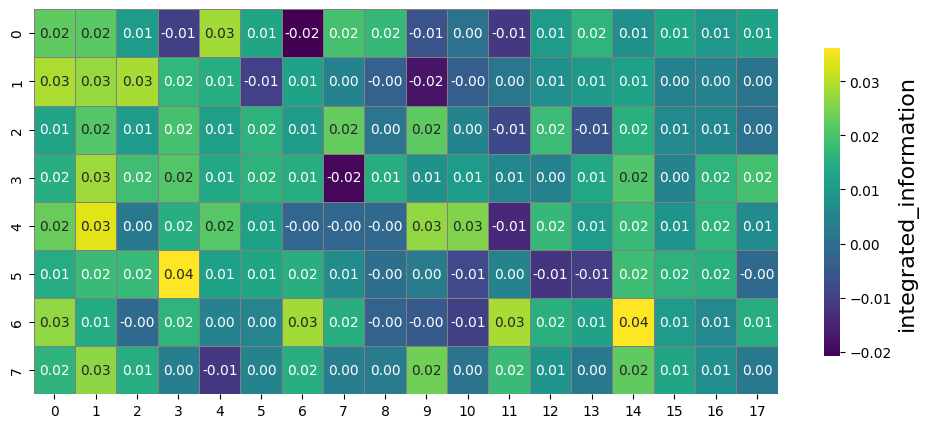 0 0.02 0.02 0.01 -0.01 0.03 0.01 -0.02 0.02 0.02 -0.01 0.00 -0.01 0.01 0.02 0.01 0.01 0.01 0.01
1 0.03 0.03 0.03 0.02 0.01 -0.01 0.01 0.00 -0.00 -0.02 -0.00 0.00 0.01 0.01 0.01 0.00 0.00 0.00
2 0.01 0.02 0.01 0.02 0.01 0.02 0.01 0.02 0.00 0.02 0.00 -0.01 0.02 -0.01 0.02 0.01 0.01 0.00
3 0.02 0.03 0.02 0.02 0.01 0.02 0.01 -0.02 0.01 0.01 0.01 0.01 0.00 0.01 0.02 0.00 0.02 0.02
4 0.02 0.03 0.00 0.02 0.02 0.01 -0.00 -0.00 -0.00 0.03 0.03 -0.01 0.02 0.01 0.02 0.01 0.02 0.01
5 0.01 0.02 0.02 0.04 0.01 0.01 0.02 0.01 -0.00 0.00 -0.01 0.00 -0.01 -0.01 0.02 0.02 0.02 -0.00
6 0.03 0.01 -0.00 0.02 0.00 0.00 0.03 0.02 -0.00 -0.00 -0.01 0.03 0.02 0.01 0.04 0.01 0.01 0.01
7 0.02 0.03 0.01 0.00 -0.01 0.00 0.02 0.00 0.00 0.02 0.00 0.02 0.01 0.00 0.02 0.01 0.01 0.00
0 1 2 3 4 5 6 7 8 9 10 11 12 13 14 15 16 17
0.03
0.02
0.01
0.00
−0.01
−0.02
integrated_information